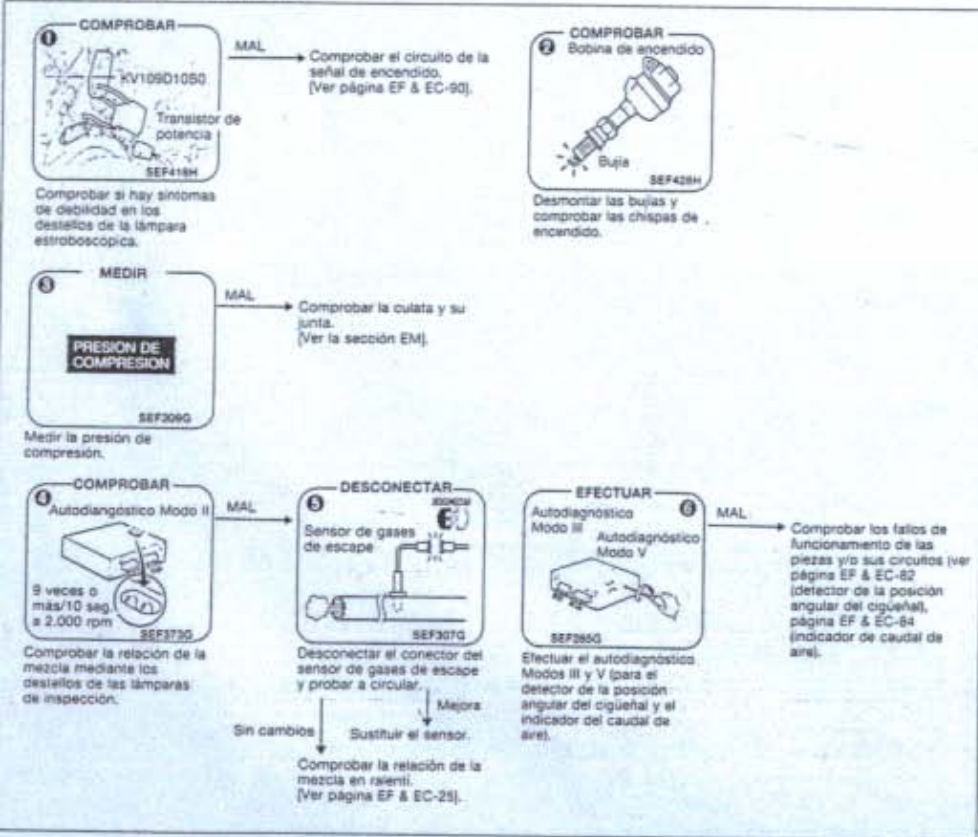 COMPROBAR
1
KV109D10S0
Transistor de
potencia
SEF418H
Comprobar si hay síntomas
de debilidad en los
destellos de la lámpara
estroboscopica.
MAL
Comprobar el circuito de la
señal de encendido.
[Ver página EF & EC-90].
COMPROBAR
2
Bobina de encendido
Bujía
SEF428H
Desmontar las bujías y
comprobar las chispas de
encendido.
MEDIR
3
PRESION DE
COMPRESION
SEF309G
Medir la presión de
compresión.
MAL
Comprobar la culata y su
junta.
[Ver la sección EM].
COMPROBAR
4
Autodiangóstico Modo II
9 veces o
más/10 seg.
a 2.000 rpm
SEF373G
Comprobar la relación de la
mezcla mediante los
destellos de las lámparas
de inspección.
MAL
DESCONECTAR
5
Sensor de gases
de escape
SEF307G
Desconectar el conector del
sensor de gases de escape
y probar a circular.
Sin cambios
Mejora
Sustituir el sensor.
Comprobar la relación de la
mezcla en ralentí.
[Ver página EF & EC-25].
EFECTUAR
6
Autodiagnóstico
Modo III
Autodiagnóstico
Modo V
SEF265G
Efectuar el autodiagnóstico
Modos III y V (para el
detector de la posición
angular del cigüeñal y el
indicador del caudal de
aire).
MAL
Comprobar los fallos de
funcionamiento de las
piezas y/o sus circuitos (ver
página EF & EC-82
(detector de la posición
angular del cigüeñal),
página EF & EC-84
(indicador de caudal de
aire).